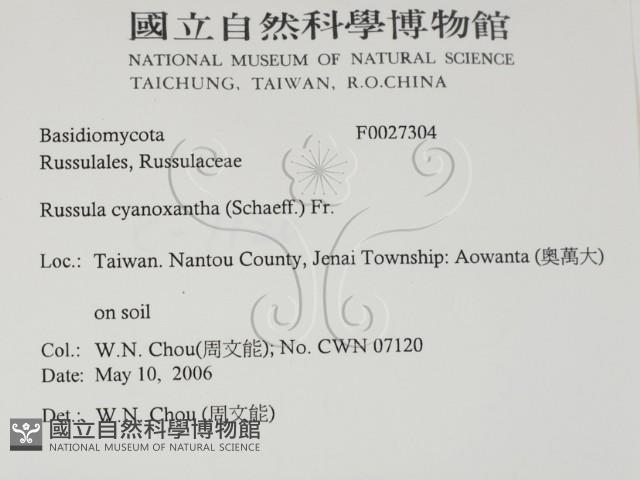 國立自然科學博物館
NATIONAL MUSEUM OF NATURAL SCIENCE
TAICHUNG, TAIWAN, R.O.CHINA
Basidiomycota F0027304
Russulales, Russulaceae
Russula cyanoxantha (Schaeff.) Fr.
Loc.: Taiwan. Nantou County, Jenai Township: Aowanta (奧萬大)
on soil
Col.: W.N. Chou(周文能); No. CWN 07120
Date: May 10, 2006
Det.: W.N. Chou (周文能)
國立自然科學博物館
NATIONAL MUSEUM OF NATURAL SCIENCE